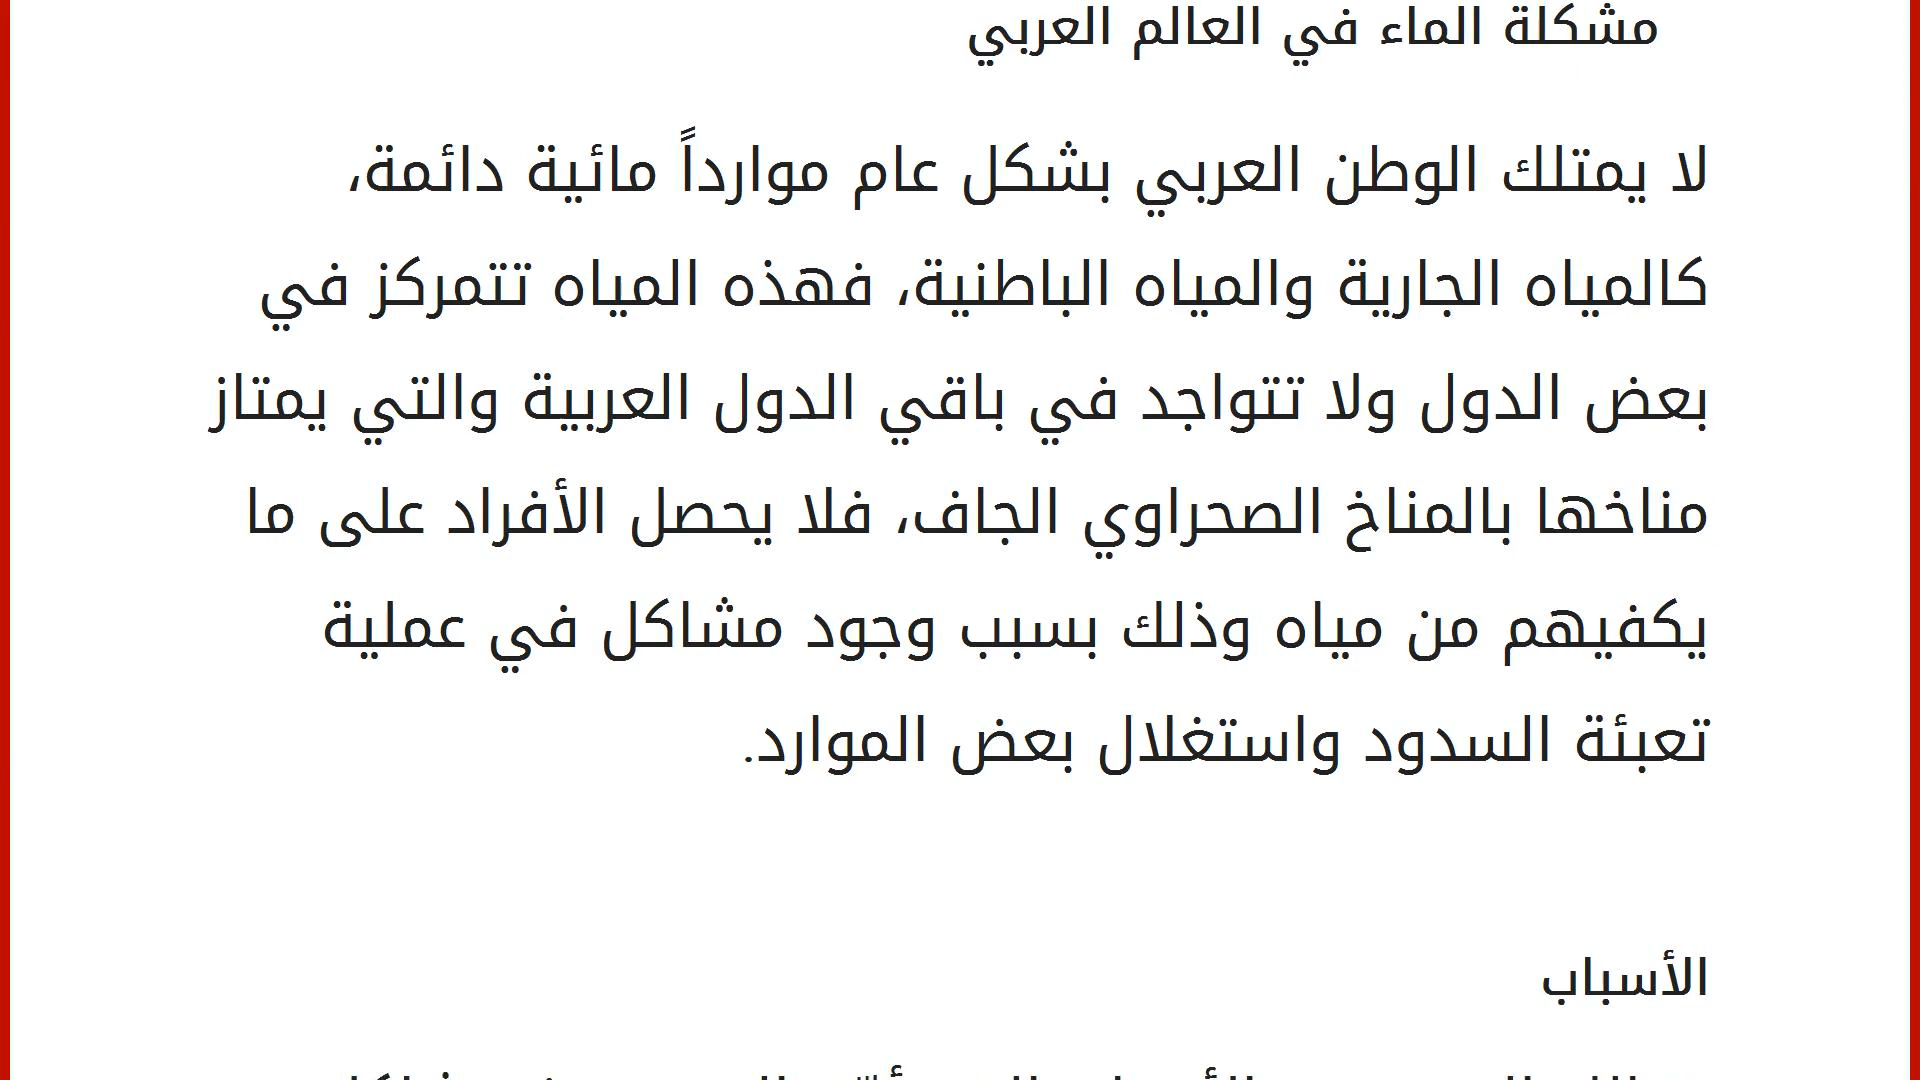 مشكلة الماء في العالم العربي
لا يمتلك الوطن العربي بشكل عام موارداً مائية دائمة،
كالمياه الجارية والمياه الباطنية، فهذه المياه تتمركز في
بعض الدول ولا تتواجد في باقي الدول العربية والتي يمتاز
مناخها بالمناخ الصحراوي الجاف، فلا يحصل الأفراد على ما
يكفيهم من مياه وذلك بسبب وجود مشاكل في عملية
تعبئة السدود واستغلال بعض الموارد.
الأسباب